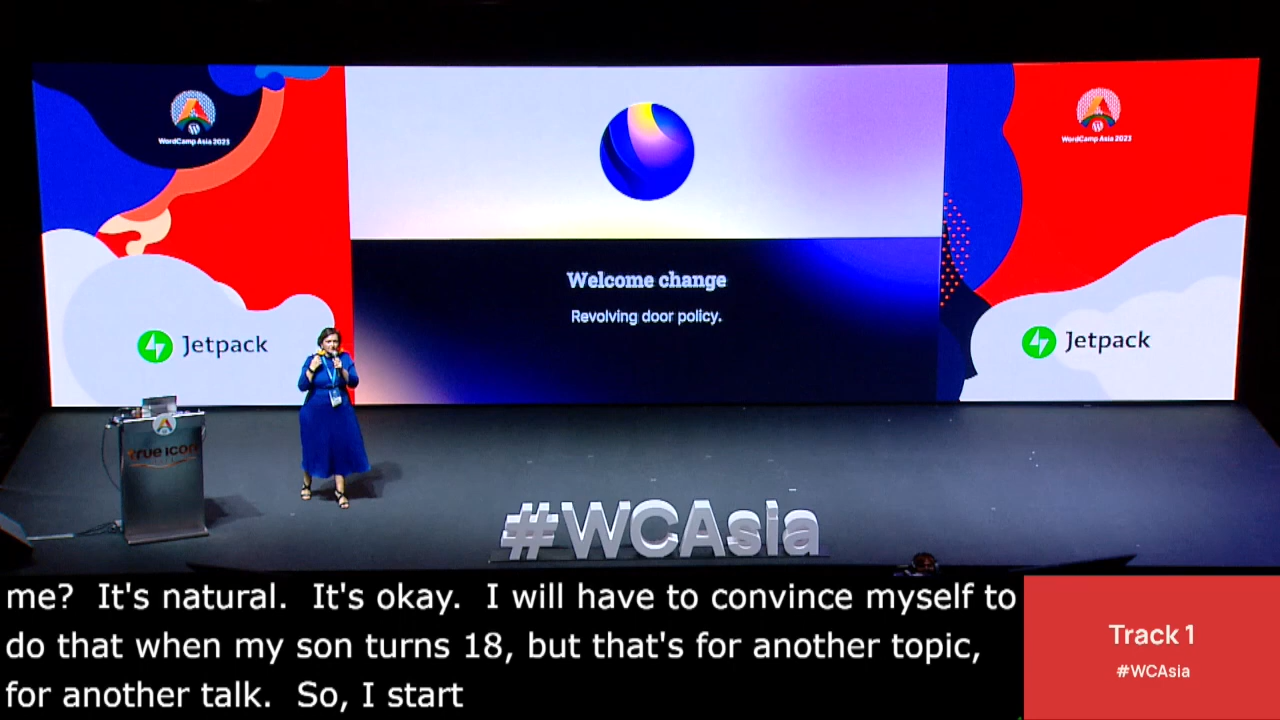 WordCamp Asia 2023
WordCamp Asia 2023
Welcome change
Revolving door policy.
Jetpack
Jetpack
True Icon
#WCAsia
me? It's natural. It's okay. I will have to convince myself to
do that when my son turns 18, but that's for another topic,
for another talk. So, I start
Track 1
#WCAsia